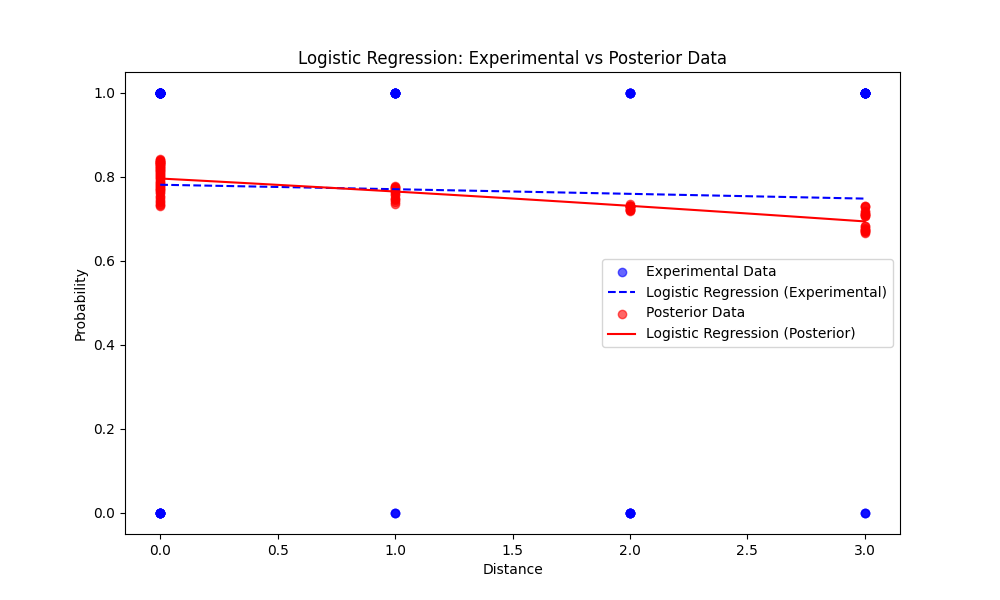 Logistic Regression: Experimental vs Posterior Data
1.0
0.8
0.6
0.4
0.2
0.0
Probability
Experimental Data
Logistic Regression (Experimental)
Posterior Data
Logistic Regression (Posterior)
0.0 0.5 1.0 1.5 2.0 2.5 3.0
Distance